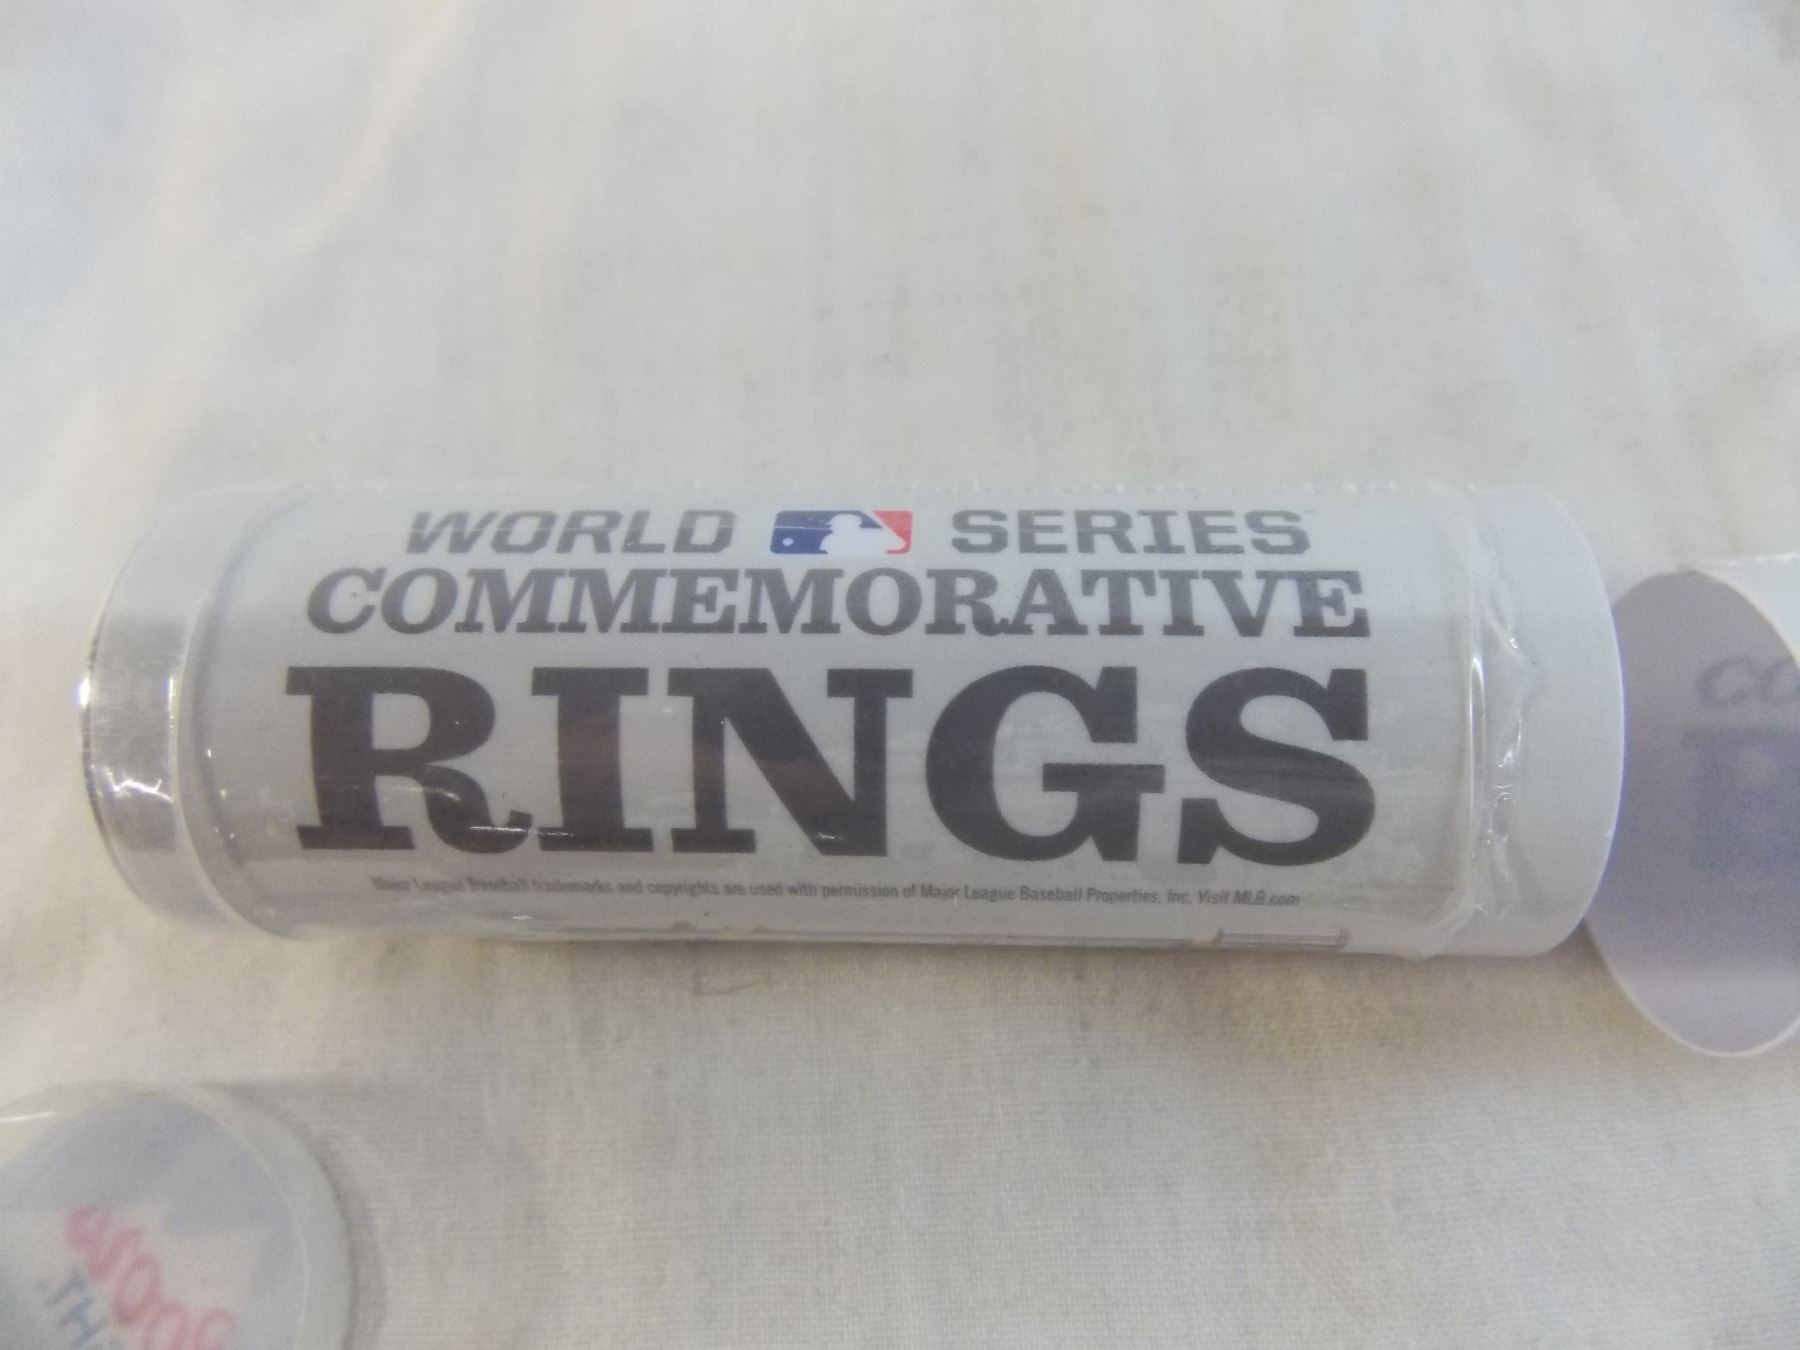 WORLD SERIES™
COMMEMORATIVE
RINGS
Major League Baseball trademarks and copyrights are used with permission of Major League Baseball Properties, Inc. Visit MLB.com